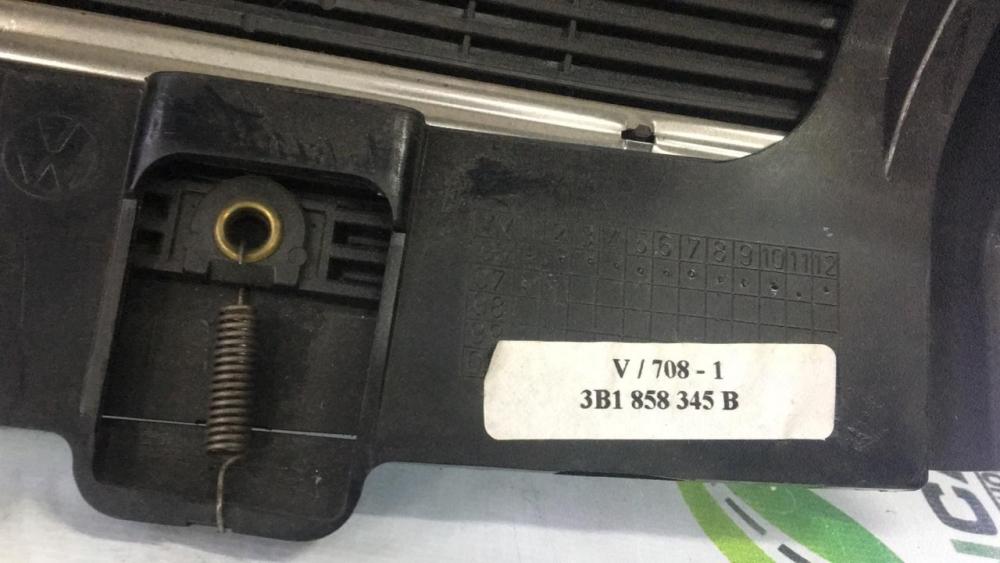 1 2 3 4 5 6 7 8 9 10 11 12
V / 708 - 1
3B1 858 345 B